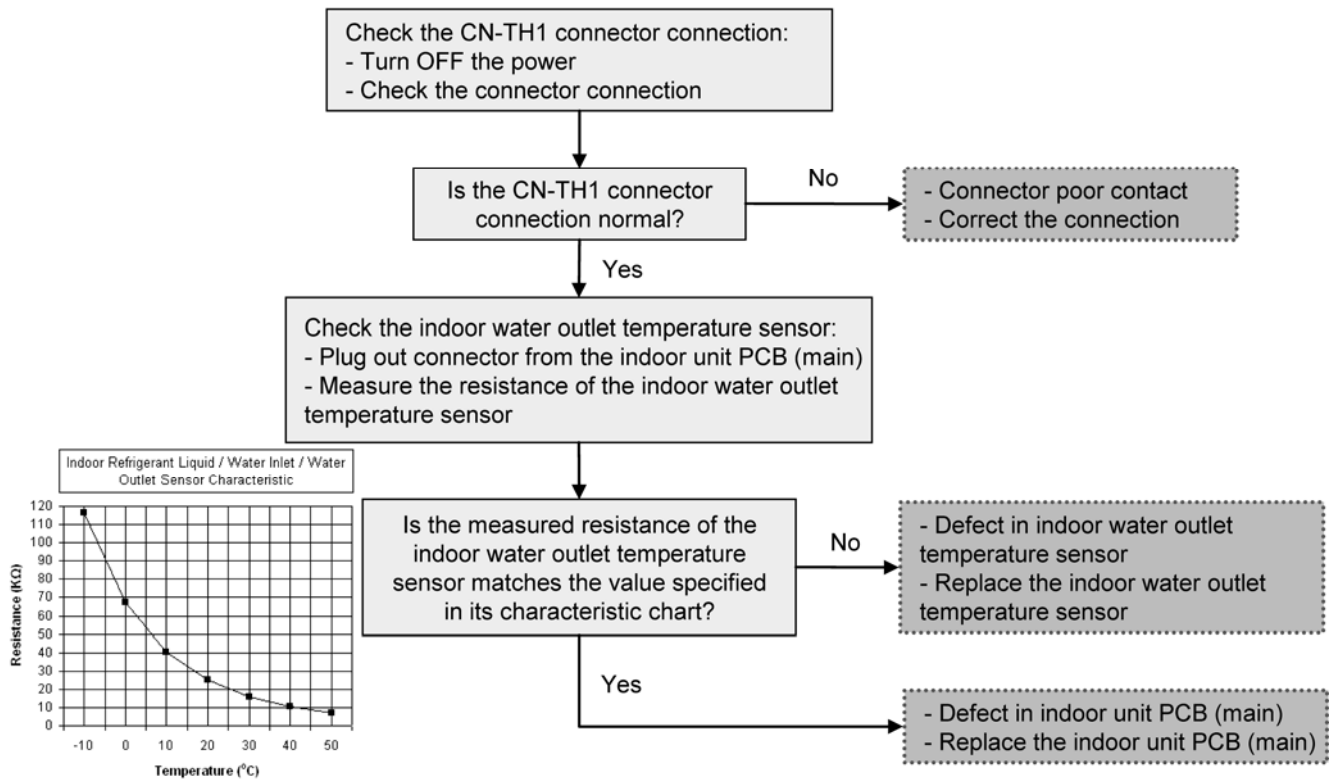 Check the CN-TH1 connector connection:
- Turn OFF the power
- Check the connector connection
Is the CN-TH1 connector
connection normal?
No
- Connector poor contact
- Correct the connection
Yes
Check the indoor water outlet temperature sensor:
- Plug out connector from the indoor unit PCB (main)
- Measure the resistance of the indoor water outlet
temperature sensor
Indoor Refrigerant Liquid / Water Inlet / Water
Outlet Sensor Characteristic
Resistance (KΩ)
120
110
100
90
80
70
60
50
40
30
20
10
0
-10 0 10 20 30 40 50
Temperature (°C)
Is the measured resistance of the
indoor water outlet temperature
sensor matches the value specified
in its characteristic chart?
No
- Defect in indoor water outlet
temperature sensor
- Replace the indoor water outlet
temperature sensor
Yes
- Defect in indoor unit PCB (main)
- Replace the indoor unit PCB (main)